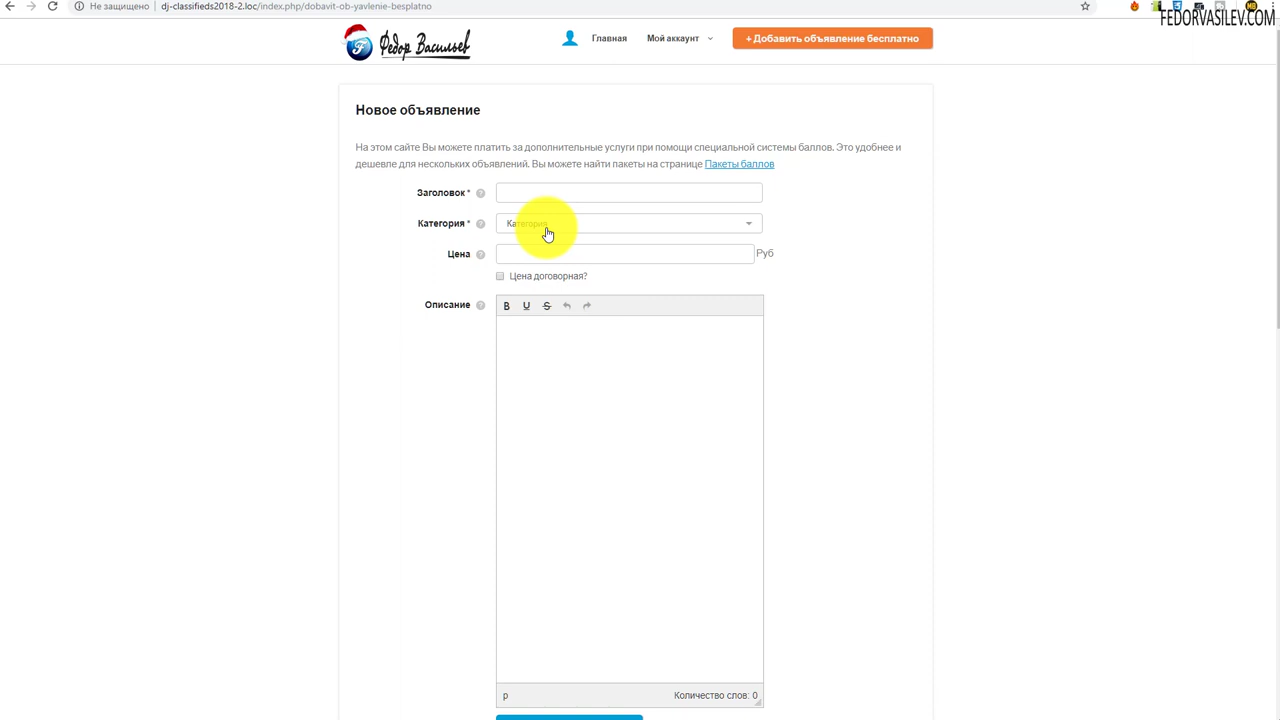 Не защищено dj-classifieds2018-2.loc/index.php/dobavit-ob-yavlenie-besplatno
FEDORVASILEV.COM
Федор Васильев
Главная Мой аккаунт + Добавить объявление бесплатно
Новое объявление
На этом сайте Вы можете платить за дополнительные услуги при помощи специальной системы баллов. Это удобнее и
дешевле для нескольких объявлений. Вы можете найти пакеты на странице Пакеты баллов
Заголовок * ?
Категория * ? Категория
Цена ? Руб
Цена договорная?
Описание ? B U S
p Количество слов: 0